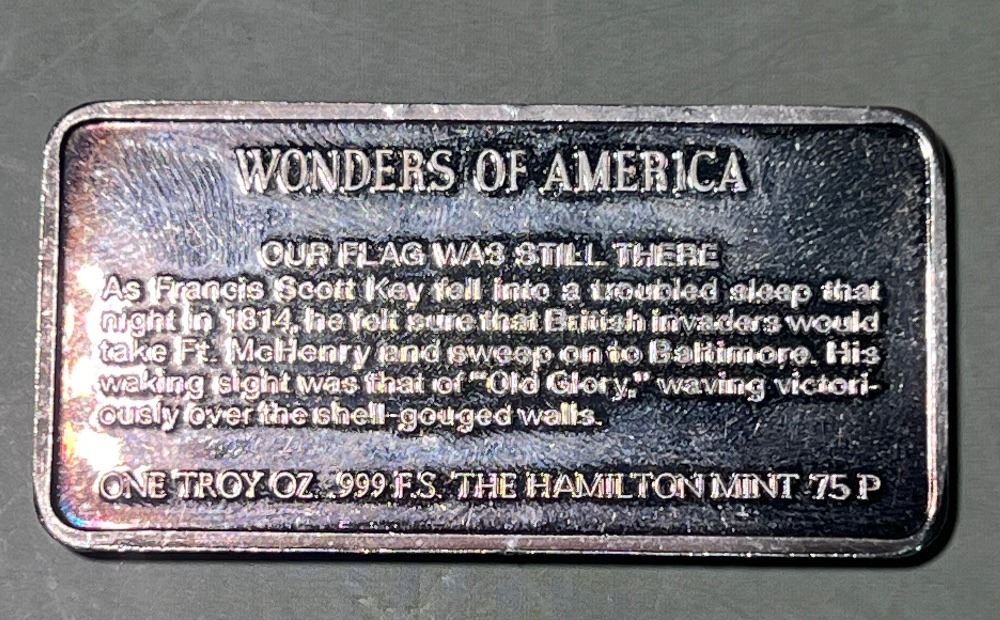 WONDERS OF AMERICA
OUR FLAG WAS STILL THERE
As Francis Scott Key fell into a troubled sleep that
night in 1814, he felt sure that British invaders would
take Ft. McHenry and sweep on to Baltimore. His
waking sight was that of "Old Glory," waving victori-
ously over the shell-gouged walls.
ONE TROY OZ. .999 F.S. THE HAMILTON MINT 75 P